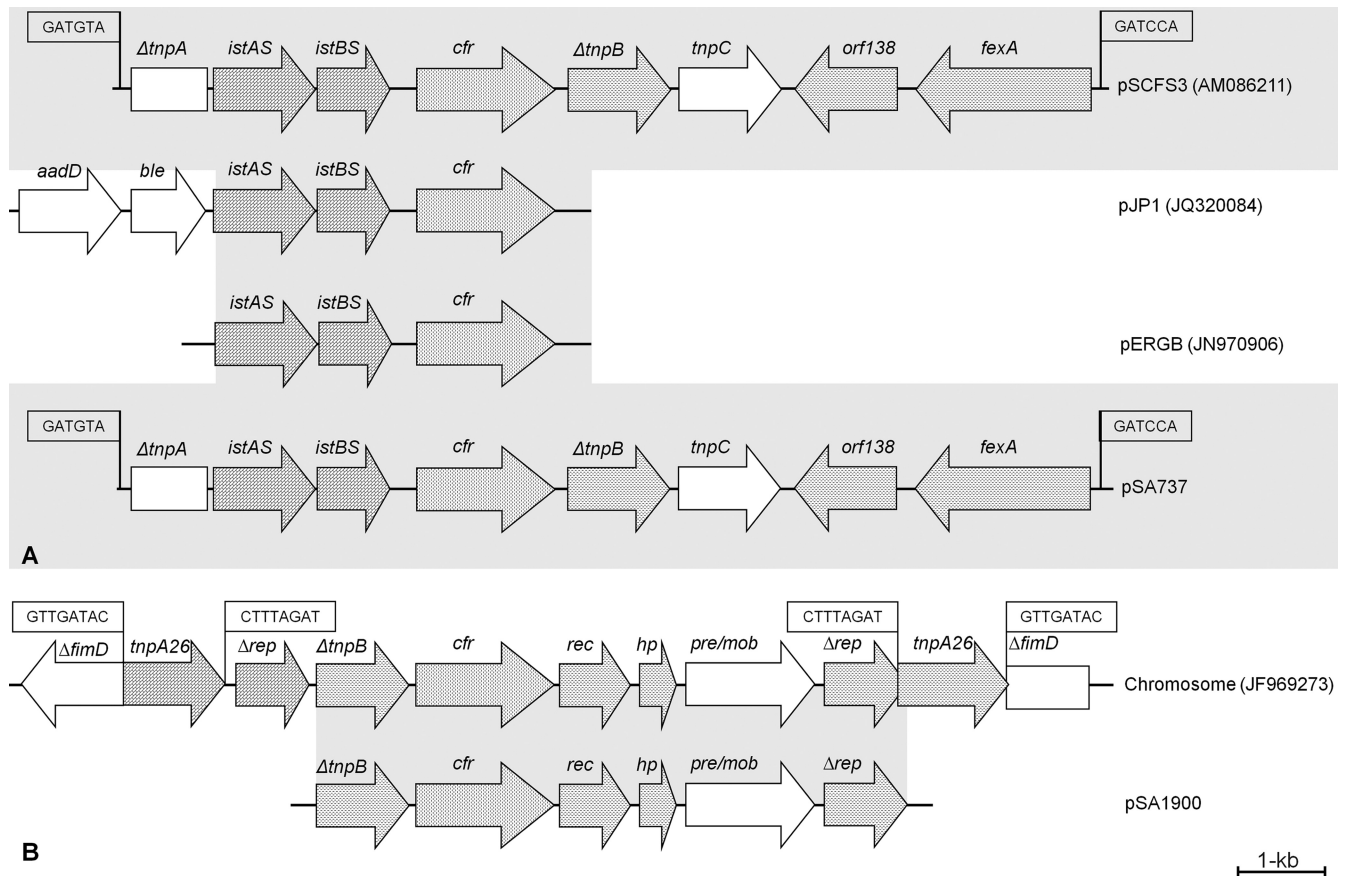 GATGTA GATCCA
ΔtnpA istAS istBS cfr ΔtnpB tnpC orf138 fexA
pSCFS3 (AM086211)
aadD ble istAS istBS cfr
pJP1 (JQ320084)
istAS istBS cfr
pERGB (JN970906)
GATGTA GATCCA
ΔtnpA istAS istBS cfr ΔtnpB tnpC orf138 fexA
pSA737
A
GTTGATAC CTTTAGAT CTTTAGAT GTTGATAC
ΔfimD tnpA26 Δrep ΔtnpB cfr rec hp pre/mob Δrep tnpA26 ΔfimD
Chromosome (JF969273)
ΔtnpB cfr rec hp pre/mob Δrep
pSA1900
B
1-kb